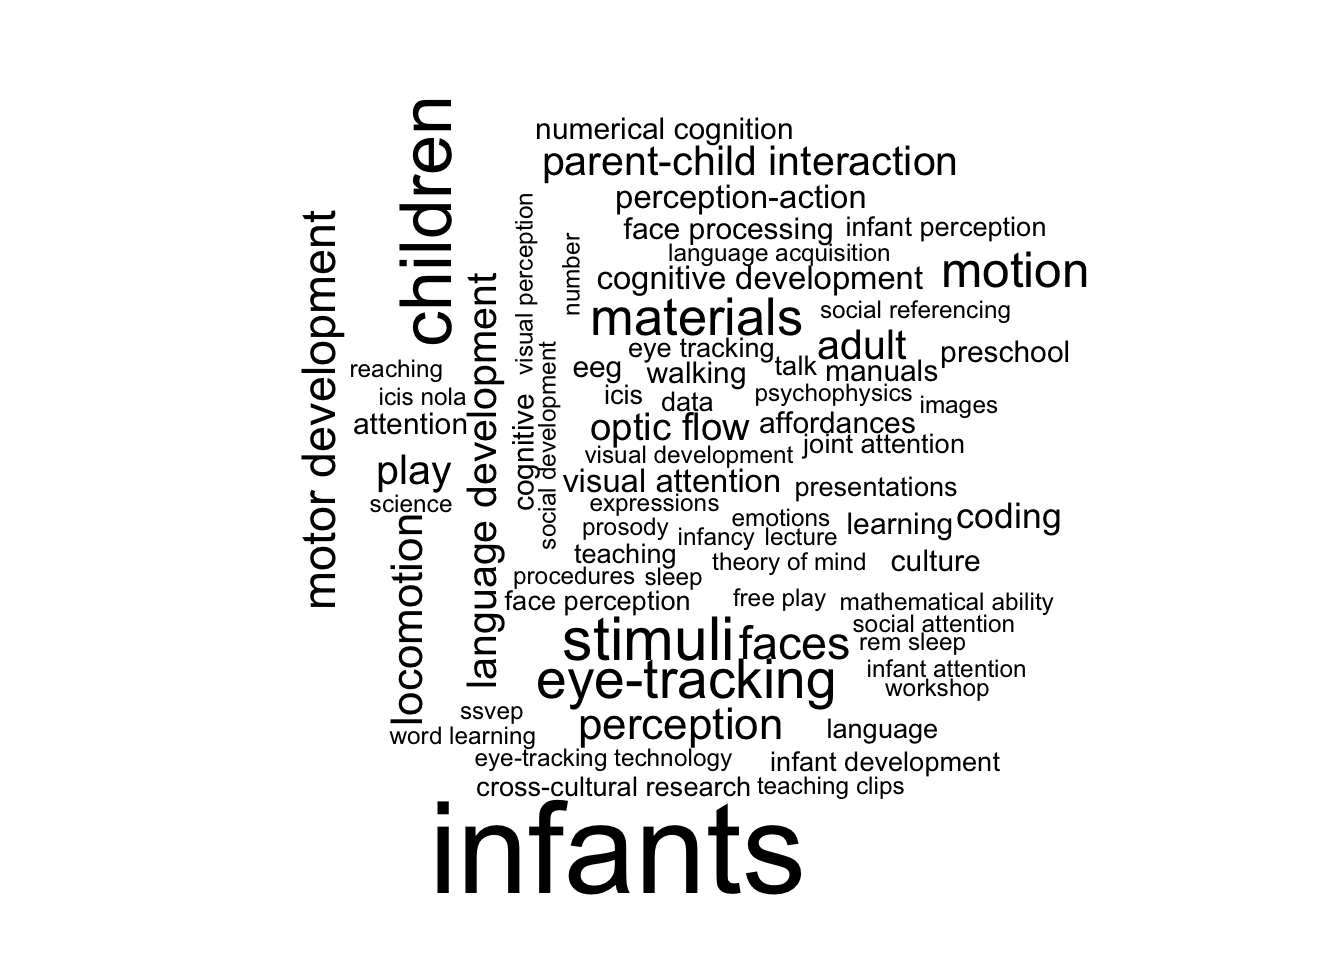 numerical cognition
parent-child interaction
perception-action
face processing
infant perception
language acquisition
cognitive development
motion
children
motor development
visual perception
number
materials
social referencing
language development
eye tracking
adult
preschool
reaching
eeg
walking
talk
manuals
icis nola
icis
data
psychophysics
images
attention
cognitive
social development
optic flow
affordances
joint attention
visual development
play
visual attention
presentations
science
expressions
prosody
emotions
infancy
lecture
learning
coding
locomotion
teaching
theory of mind
culture
procedures
sleep
face perception
free play
mathematical ability
social attention
stimuli
faces
rem sleep
eye-tracking
infant attention
workshop
ssvep
perception
language
word learning
eye-tracking technology
infant development
cross-cultural research
teaching clips
infants